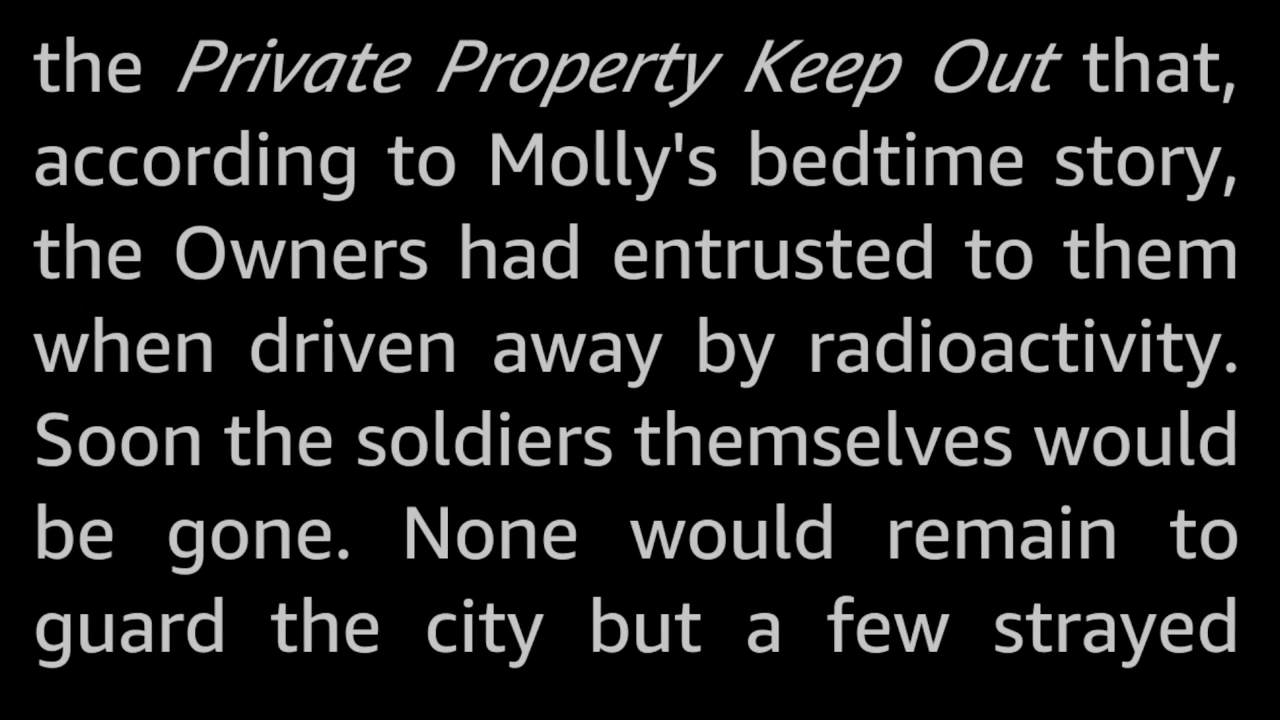 the Private Property Keep Out that,
according to Molly's bedtime story,
the Owners had entrusted to them
when driven away by radioactivity.
Soon the soldiers themselves would
be gone. None would remain to
guard the city but a few strayed